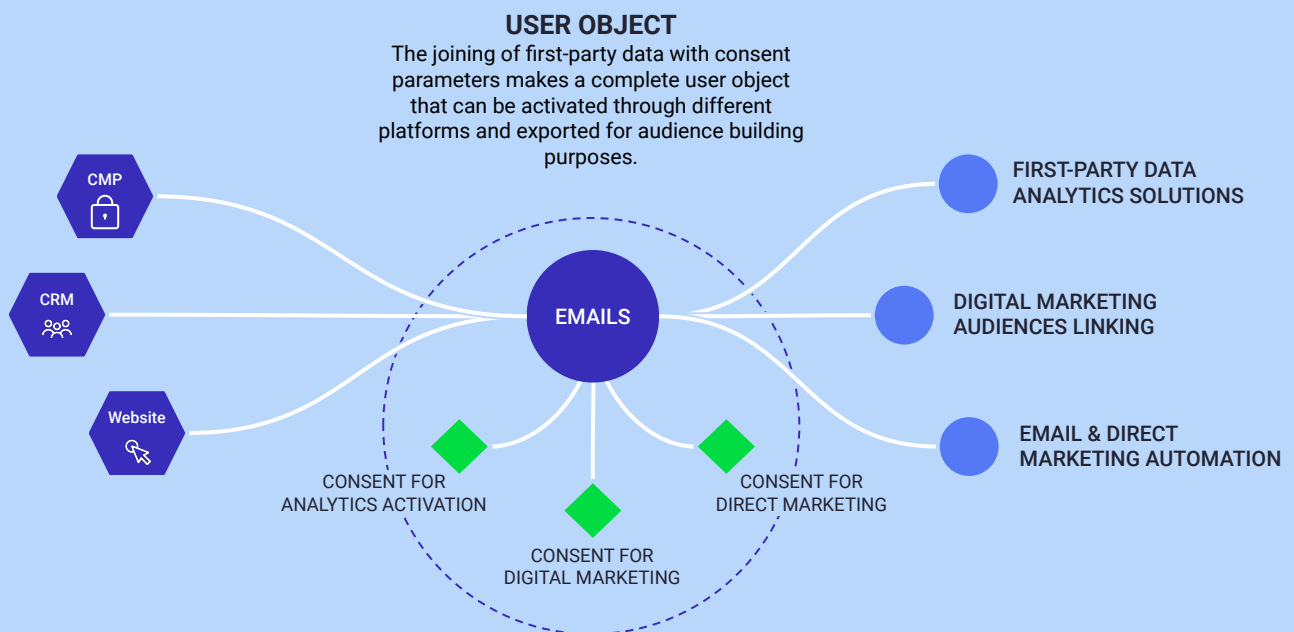 USER OBJECT
The joining of first-party data with consent
parameters makes a complete user object
that can be activated through different
platforms and exported for audience building
purposes.
CMP
CRM
Website
EMAILS
CONSENT FOR
ANALYTICS ACTIVATION
CONSENT FOR
DIGITAL MARKETING
CONSENT FOR
DIRECT MARKETING
FIRST-PARTY DATA
ANALYTICS SOLUTIONS
DIGITAL MARKETING
AUDIENCES LINKING
EMAIL & DIRECT
MARKETING AUTOMATION